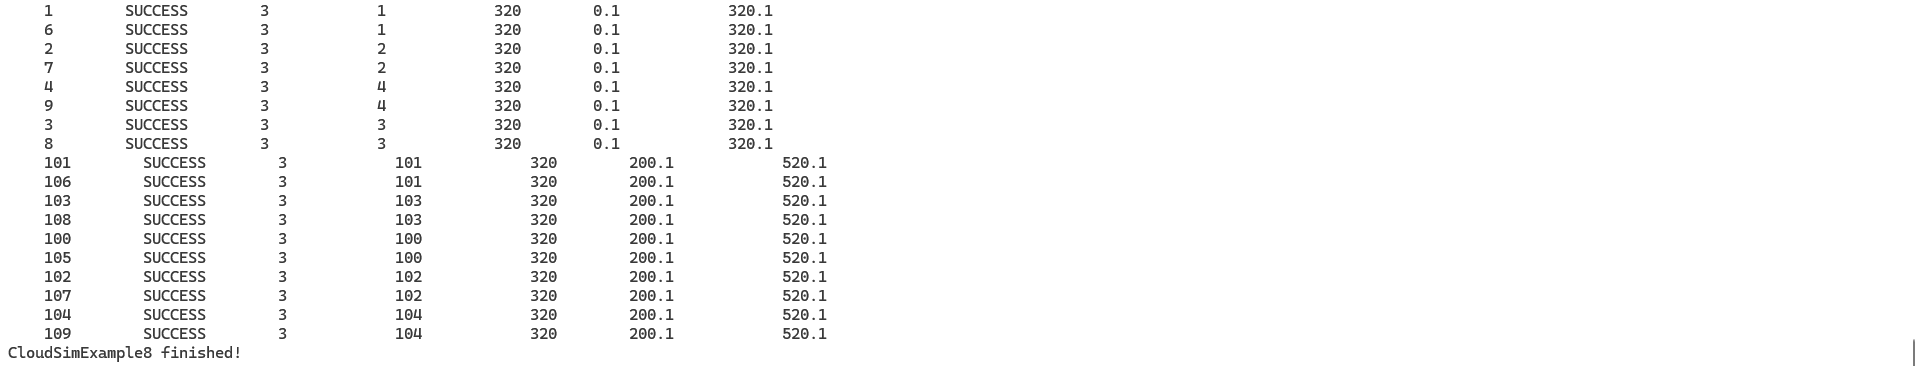 1 SUCCESS 3 1 320 0.1 320.1
6 SUCCESS 3 1 320 0.1 320.1
2 SUCCESS 3 2 320 0.1 320.1
7 SUCCESS 3 2 320 0.1 320.1
4 SUCCESS 3 4 320 0.1 320.1
9 SUCCESS 3 4 320 0.1 320.1
3 SUCCESS 3 3 320 0.1 320.1
8 SUCCESS 3 3 320 0.1 320.1
101 SUCCESS 3 101 320 200.1 520.1
106 SUCCESS 3 101 320 200.1 520.1
103 SUCCESS 3 103 320 200.1 520.1
108 SUCCESS 3 103 320 200.1 520.1
100 SUCCESS 3 100 320 200.1 520.1
105 SUCCESS 3 100 320 200.1 520.1
102 SUCCESS 3 102 320 200.1 520.1
107 SUCCESS 3 102 320 200.1 520.1
104 SUCCESS 3 104 320 200.1 520.1
109 SUCCESS 3 104 320 200.1 520.1
CloudSimExample8 finished!